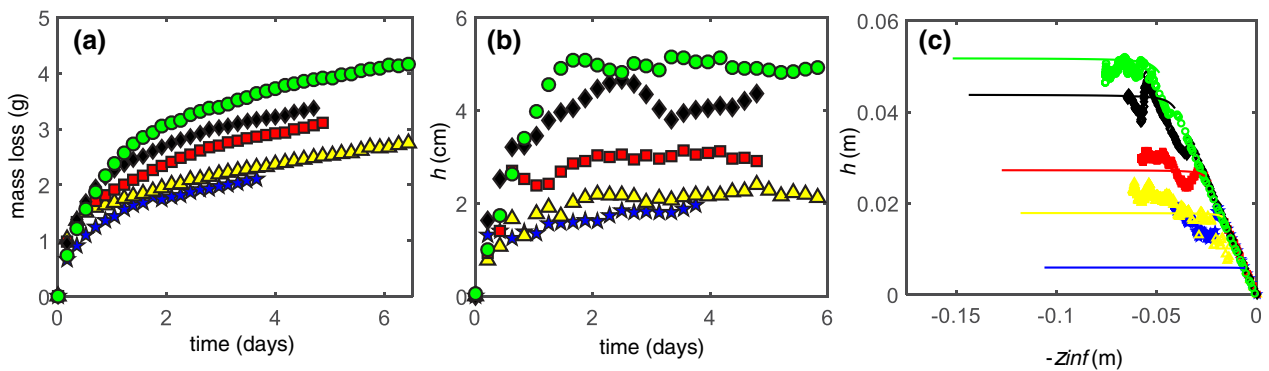 (a)
mass loss (g)
5
4
3
2
1
0
0 2 4 6
time (days)
(b)
h (cm)
6
4
2
0
0 2 4 6
time (days)
(c)
h (m)
0.06
0.04
0.02
0
-0.15 -0.1 -0.05 0
-zinf (m)